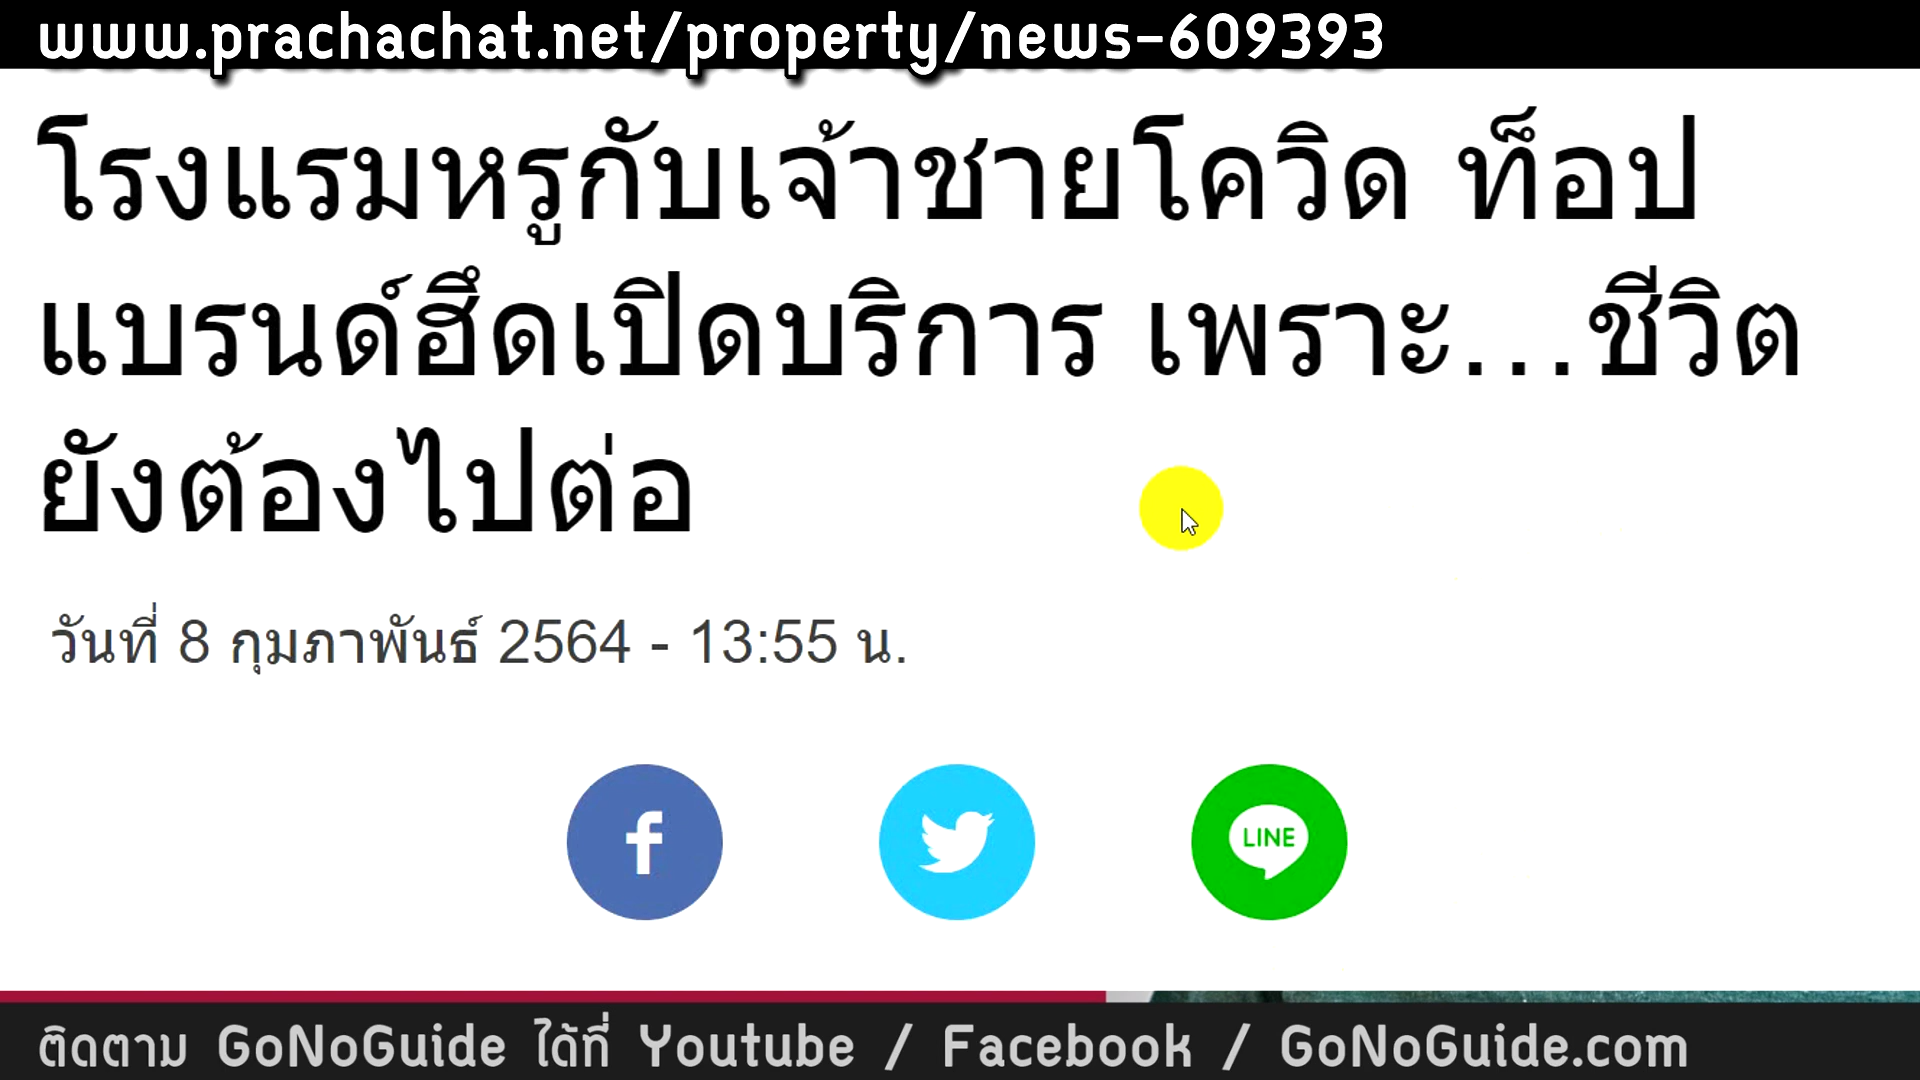 www.prachachat.net/property/news-609393
โรงแรมหรูกับเจ้าชายโควิด ท็อป
แบรนด์ฮึดเปิดบริการ เพราะ...ชีวิต
ยังต้องไปต่อ
วันที่ 8 กุมภาพันธ์ 2564 - 13:55 น.
f
LINE
ติดตาม GoNoGuide ได้ที่ Youtube / Facebook / GoNoGuide.com